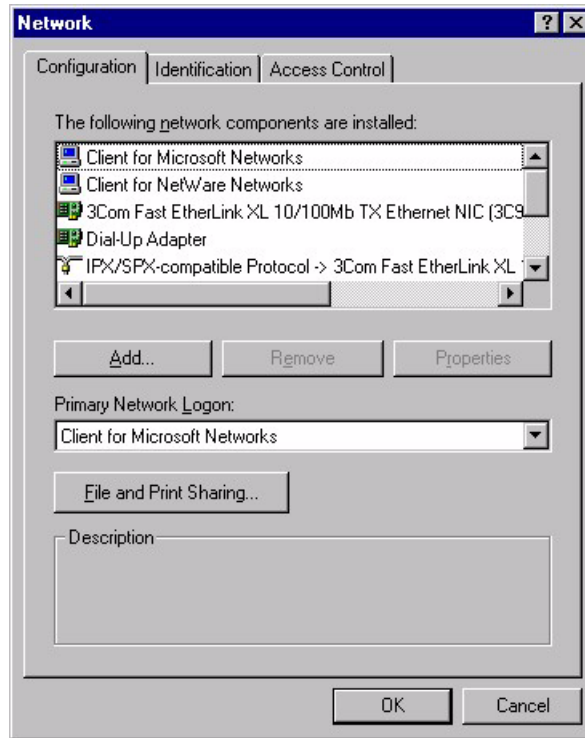 Network
Configuration Identification Access Control
The following network components are installed:
Client for Microsoft Networks
Client for NetWare Networks
3Com Fast EtherLink XL 10/100Mb TX Ethernet NIC (3C9
Dial-Up Adapter
IPX/SPX-compatible Protocol -> 3Com Fast EtherLink XL
Add... Remove Properties
Primary Network Logon:
Client for Microsoft Networks
File and Print Sharing...
Description
OK Cancel